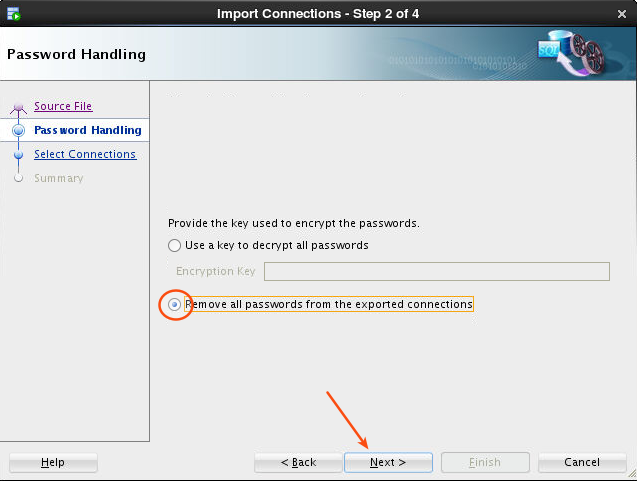 Import Connections - Step 2 of 4
Password Handling
SQL
010101010101010101010101
0101010101
Source File
Password Handling
Select Connections
Summary
Provide the key used to encrypt the passwords.
Use a key to decrypt all passwords
Encryption Key
Remove all passwords from the exported connections
Help
< Back
Next >
Finish
Cancel